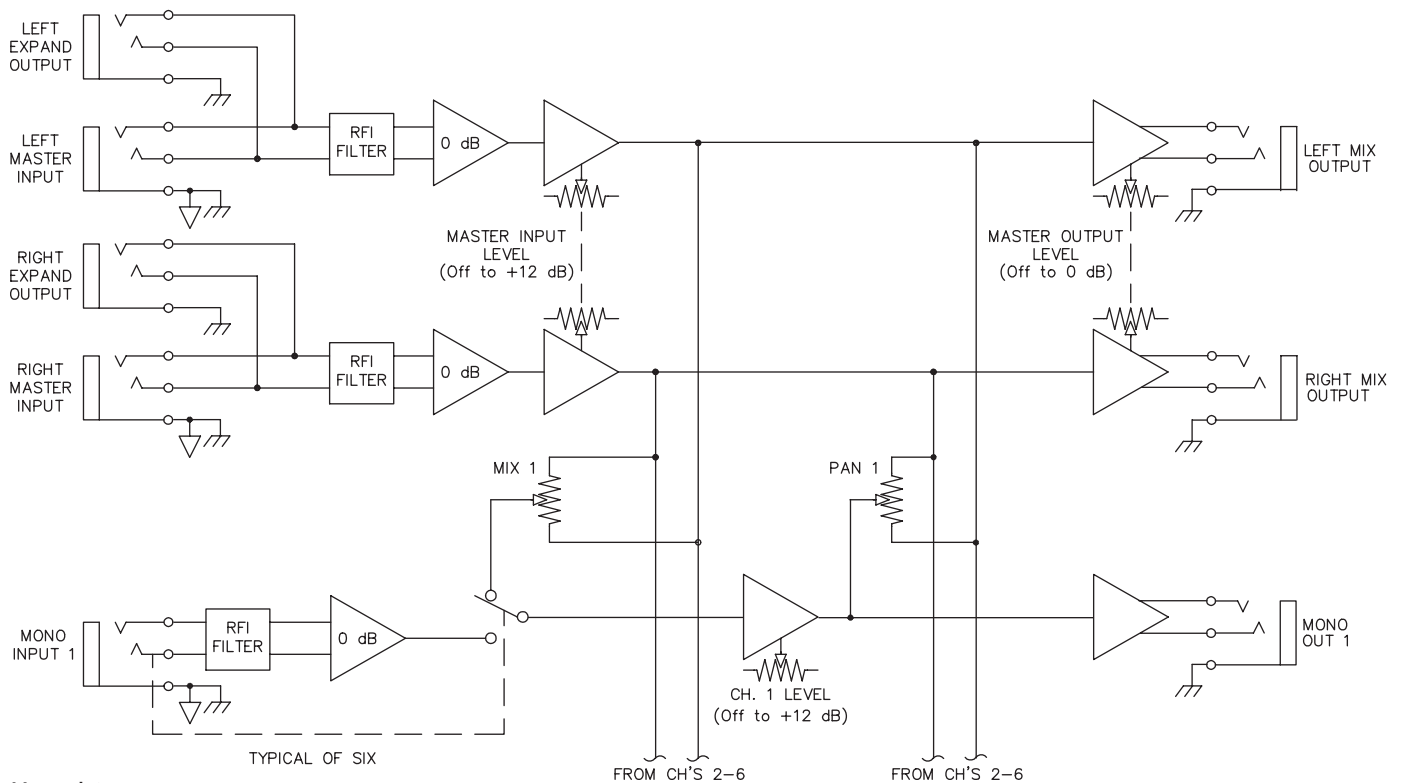 LEFT
EXPAND
OUTPUT
LEFT
MASTER
INPUT
RFI
FILTER
0 dB
LEFT MIX
OUTPUT
MASTER INPUT
LEVEL
(Off to +12 dB)
MASTER OUTPUT
LEVEL
(Off to 0 dB)
RIGHT
EXPAND
OUTPUT
RIGHT
MASTER
INPUT
RFI
FILTER
0 dB
RIGHT MIX
OUTPUT
MIX 1
PAN 1
MONO
INPUT 1
RFI
FILTER
0 dB
CH. 1 LEVEL
(Off to +12 dB)
MONO
OUT 1
TYPICAL OF SIX
FROM CH'S 2-6
FROM CH'S 2-6